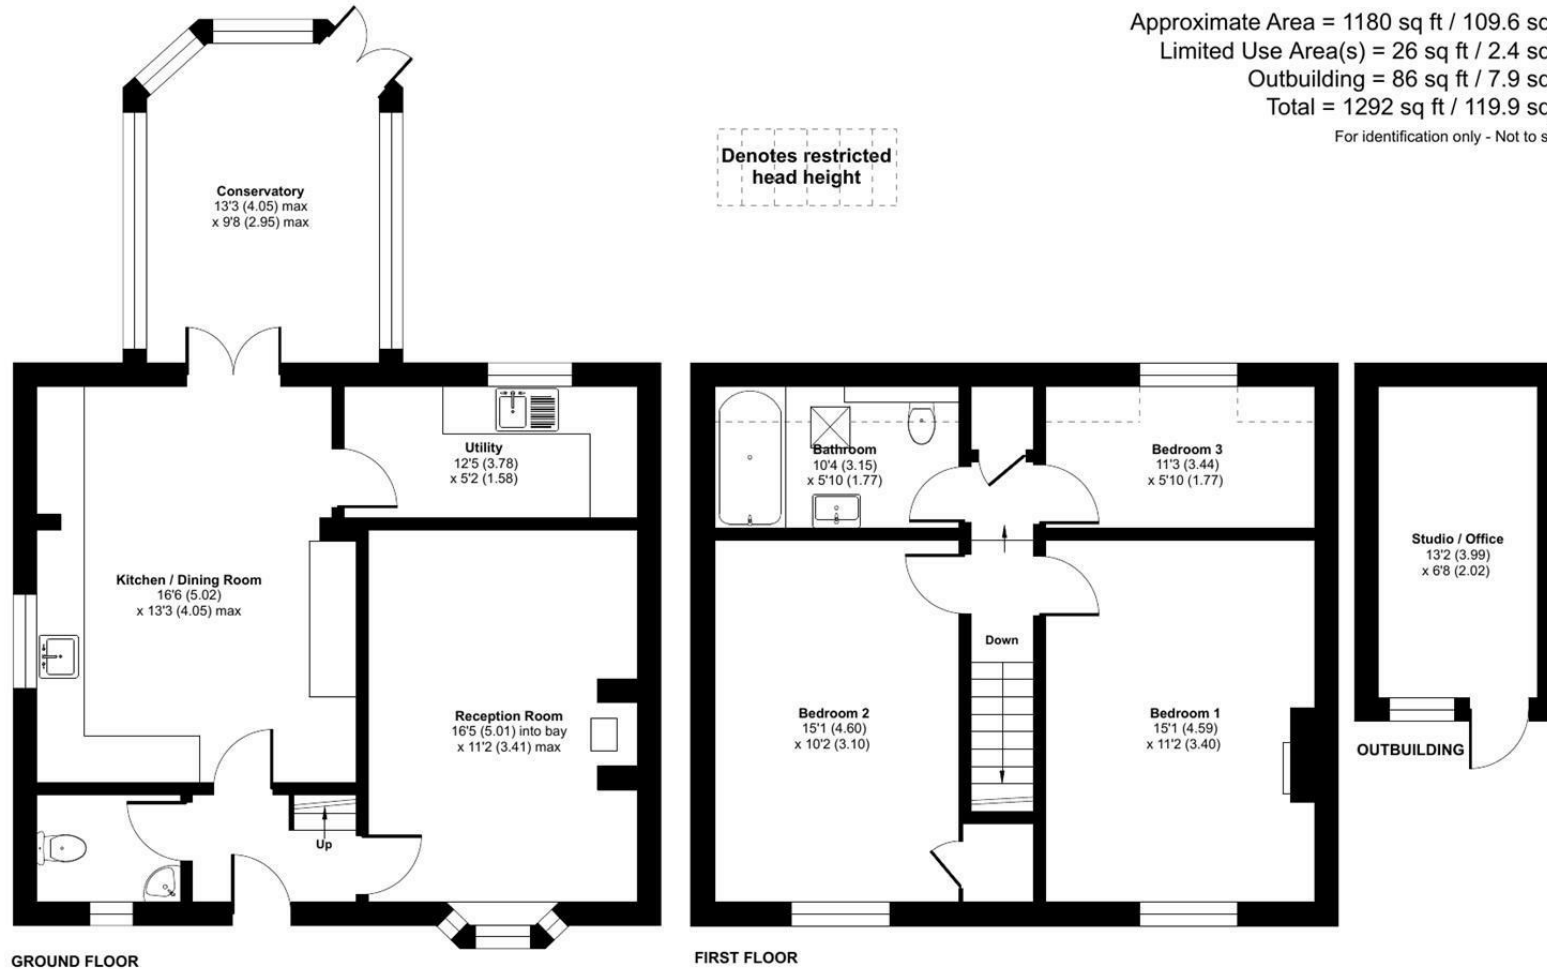 Approximate Area = 1180 sq ft / 109.6 sq
Limited Use Area(s) = 26 sq ft / 2.4 sq
Outbuilding = 86 sq ft / 7.9 sq
Total = 1292 sq ft / 119.9 sq
For identification only - Not to s
Denotes restricted
head height
Conservatory
13'3 (4.05) max
x 9'8 (2.95) max
Utility
12'5 (3.78)
x 5'2 (1.58)
Kitchen / Dining Room
16'6 (5.02)
x 13'3 (4.05) max
Reception Room
16'5 (5.01) into bay
x 11'2 (3.41) max
Up
GROUND FLOOR
Bathroom
10'4 (3.15)
x 5'10 (1.77)
Bedroom 3
11'3 (3.44)
x 5'10 (1.77)
Down
Bedroom 2
15'1 (4.60)
x 10'2 (3.10)
Bedroom 1
15'1 (4.59)
x 11'2 (3.40)
FIRST FLOOR
Studio / Office
13'2 (3.99)
x 6'8 (2.02)
OUTBUILDING